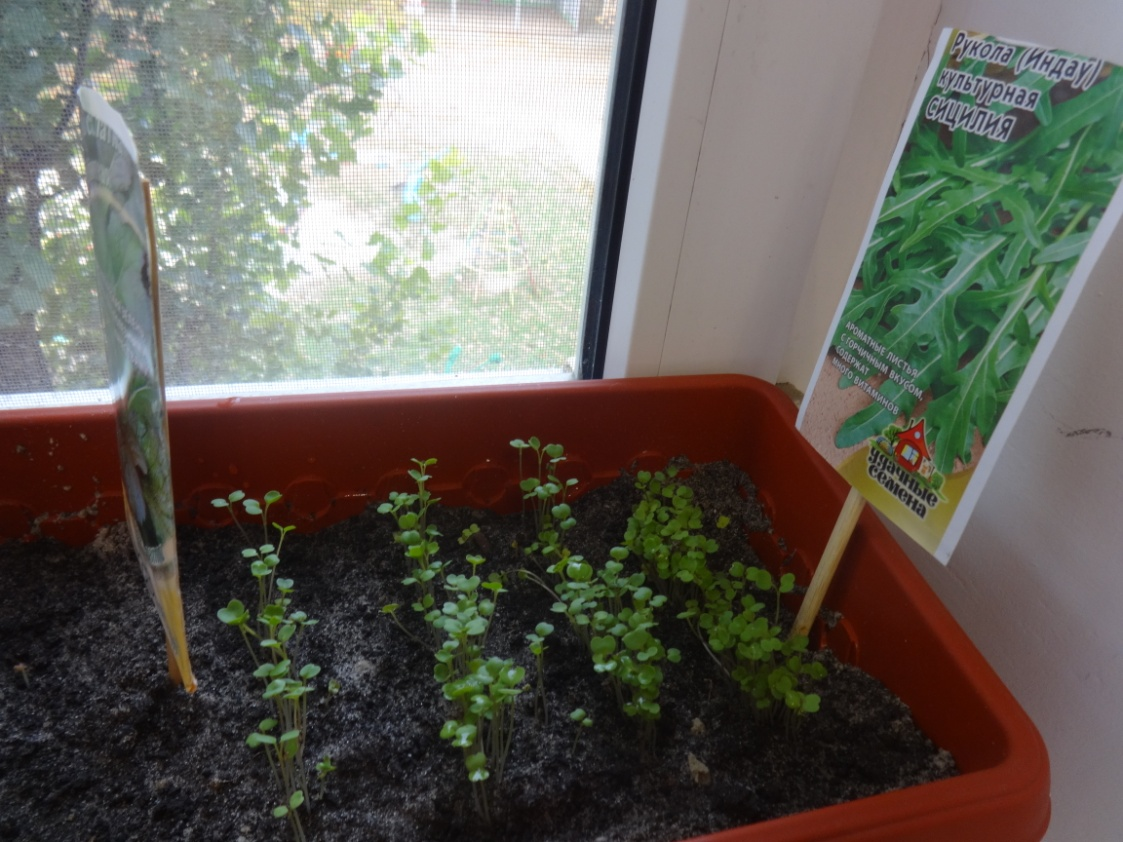 Рукола (Индау)
культурная
СИЦИЛИЯ
АРОМАТНЫЕ ЛИСТЬЯ
С ГОРЧИЧНЫМ ВКУСОМ,
СОДЕРЖАТ
МНОГО ВИТАМИНОВ
удачные
семена